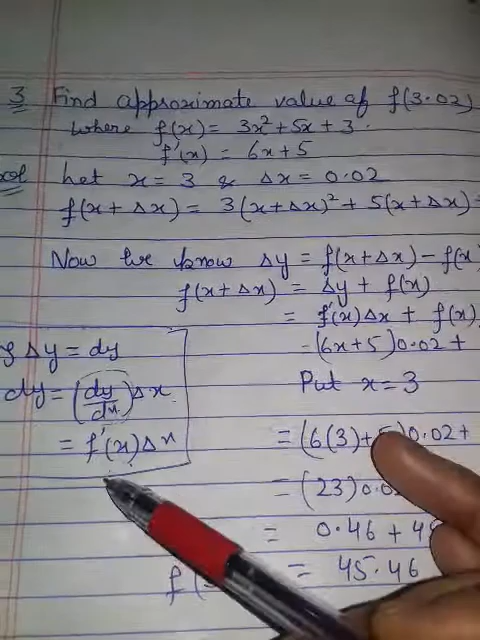 3 Find approximate value of f(3.02)
where f(x) = 3x² + 5x + 3.
f'(x) = 6x + 5
Sol Let x = 3 & Δx = 0.02
f(x + Δx) = 3(x + Δx)² + 5(x + Δx)
Now we know Δy = f(x + Δx) - f(x
f(x + Δx) = Δy + f(x)
= f'(x)Δx + f(x)
= (6x + 5)0.02 +
Put x = 3
= (6(3) + 5)0.02 +
= (23)0.0
= 0.46 + 4
f( = 45.46
Δy = dy
dy = (dy/dx)Δx
= f'(x)Δx